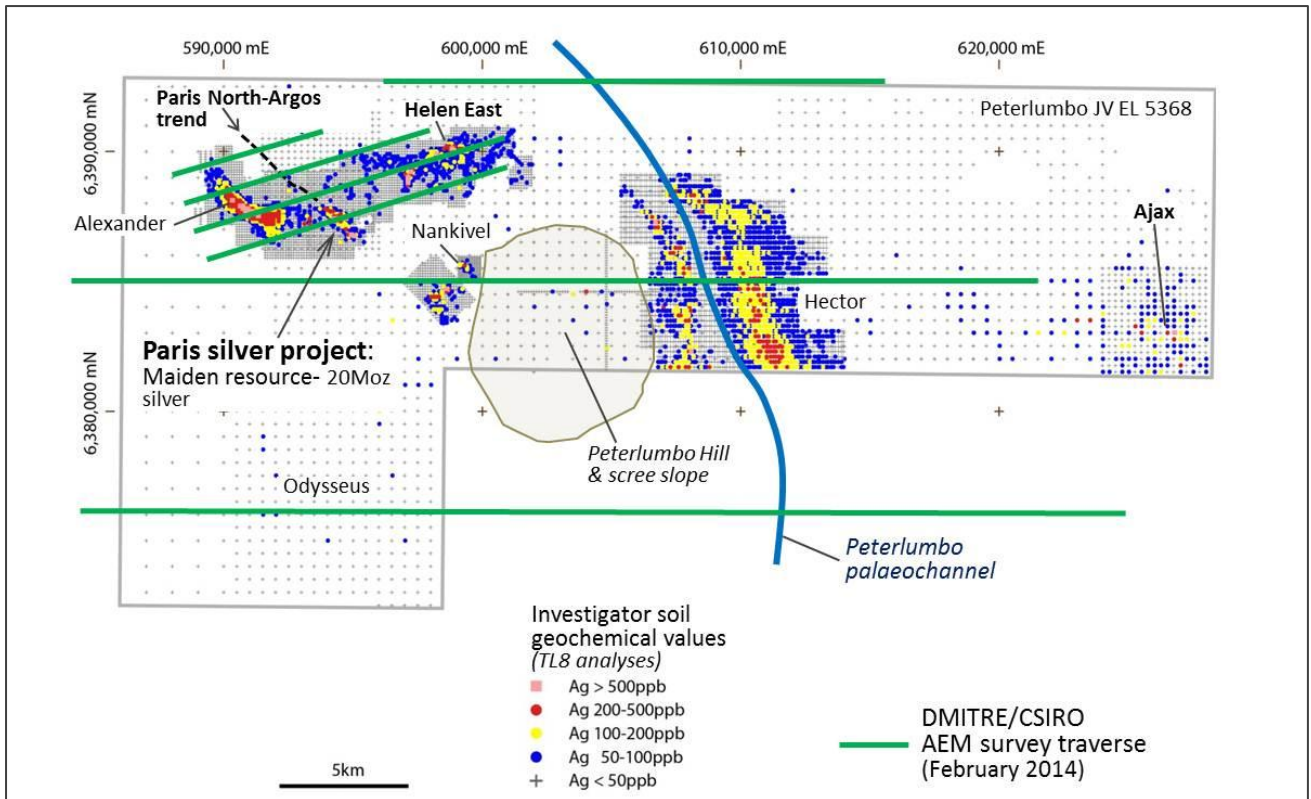 590,000 mE
600,000 mE
610,000 mE
620,000 mE
Paris North-Argos
trend
Helen East
Peterlumbo JV EL 5368
6,390,000 mN
Alexander
Nankivel
Ajax
Hector
Paris silver project:
Maiden resource- 20Moz
silver
6,380,000 mN
Peterlumbo Hill
& scree slope
Odysseus
Peterlumbo
palaeochannel
Investigator soil
geochemical values
(TL8 analyses)
Ag > 500ppb
Ag 200-500ppb
Ag 100-200ppb
Ag 50-100ppb
Ag < 50ppb
5km
DMITRE/CSIRO
AEM survey traverse
(February 2014)